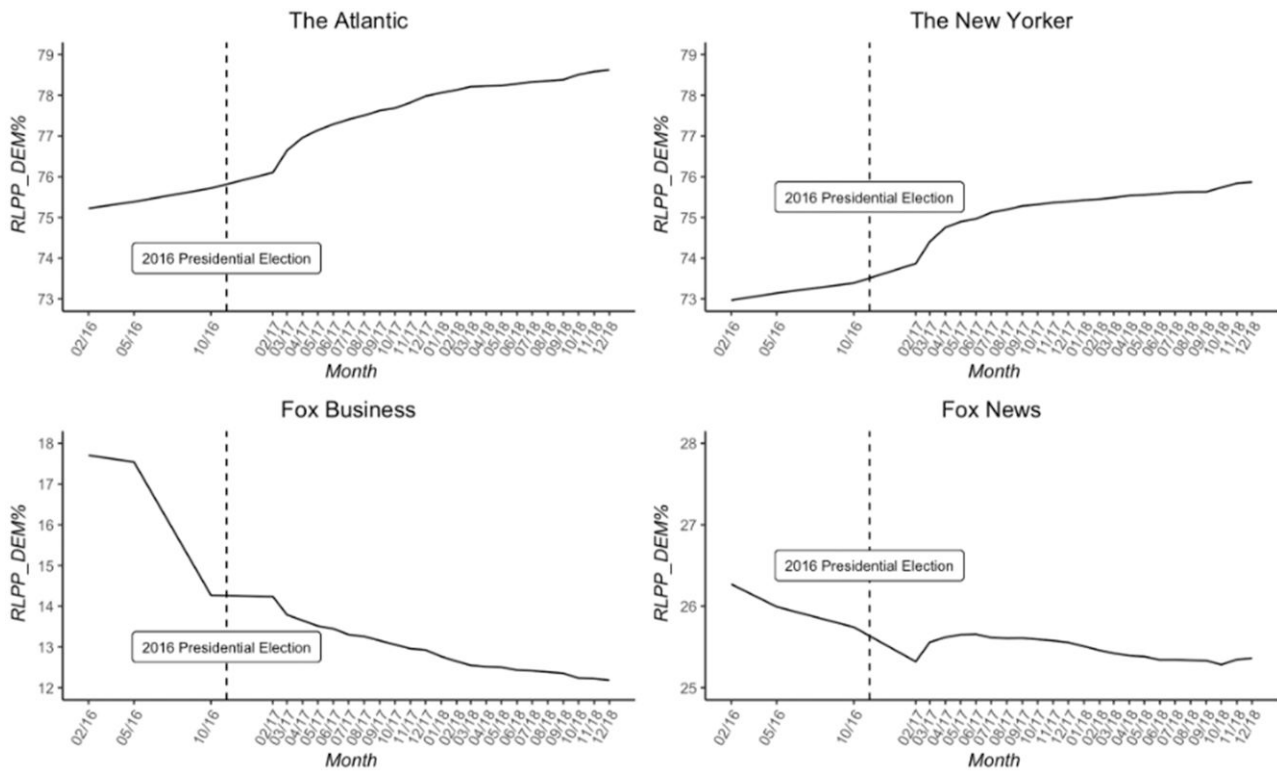 The Atlantic
79
78
77
76
75
74
73
RLPP_DEM%
2016 Presidential Election
02/16 05/16 10/16 02/17 03/17 04/17 05/17 06/17 07/17 08/17 09/17 10/17 11/17 12/17 01/18 02/18 03/18 04/18 05/18 06/18 07/18 08/18 09/18 10/18 11/18 12/18
Month
The New Yorker
79
78
77
76
75
74
73
RLPP_DEM%
2016 Presidential Election
02/16 05/16 10/16 02/17 03/17 04/17 05/17 06/17 07/17 08/17 09/17 10/17 11/17 12/17 01/18 02/18 03/18 04/18 05/18 06/18 07/18 08/18 09/18 10/18 11/18 12/18
Month
Fox Business
18
17
16
15
14
13
12
RLPP_DEM%
2016 Presidential Election
02/16 05/16 10/16 02/17 03/17 04/17 05/17 06/17 07/17 08/17 09/17 10/17 11/17 12/17 01/18 02/18 03/18 04/18 05/18 06/18 07/18 08/18 09/18 10/18 11/18 12/18
Month
Fox News
28
27
26
25
RLPP_DEM%
2016 Presidential Election
02/16 05/16 10/16 02/17 03/17 04/17 05/17 06/17 07/17 08/17 09/17 10/17 11/17 12/17 01/18 02/18 03/18 04/18 05/18 06/18 07/18 08/18 09/18 10/18 11/18 12/18
Month